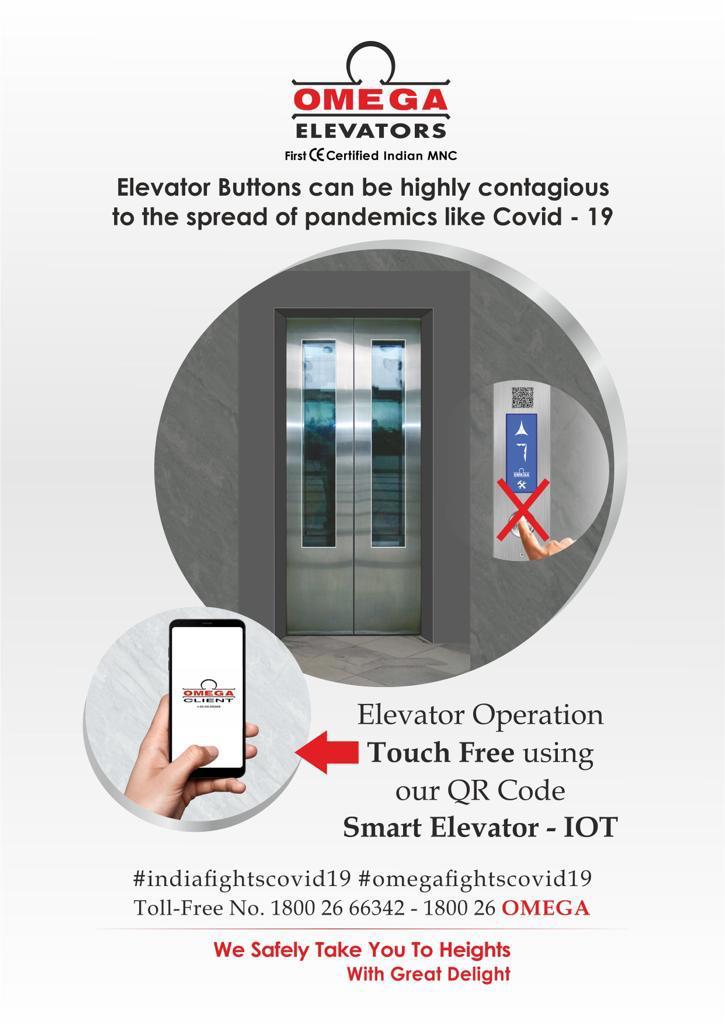 OMEGA
ELEVATORS
First CE Certified Indian MNC
Elevator Buttons can be highly contagious
to the spread of pandemics like Covid - 19
7
OMEGA
OMEGA
CLIENT
Elevator Operation
Touch Free using
our QR Code
Smart Elevator - IOT
#indiafightscovid19 #omegafightscovid19
Toll-Free No. 1800 26 66342 - 1800 26 OMEGA
We Safely Take You To Heights
With Great Delight